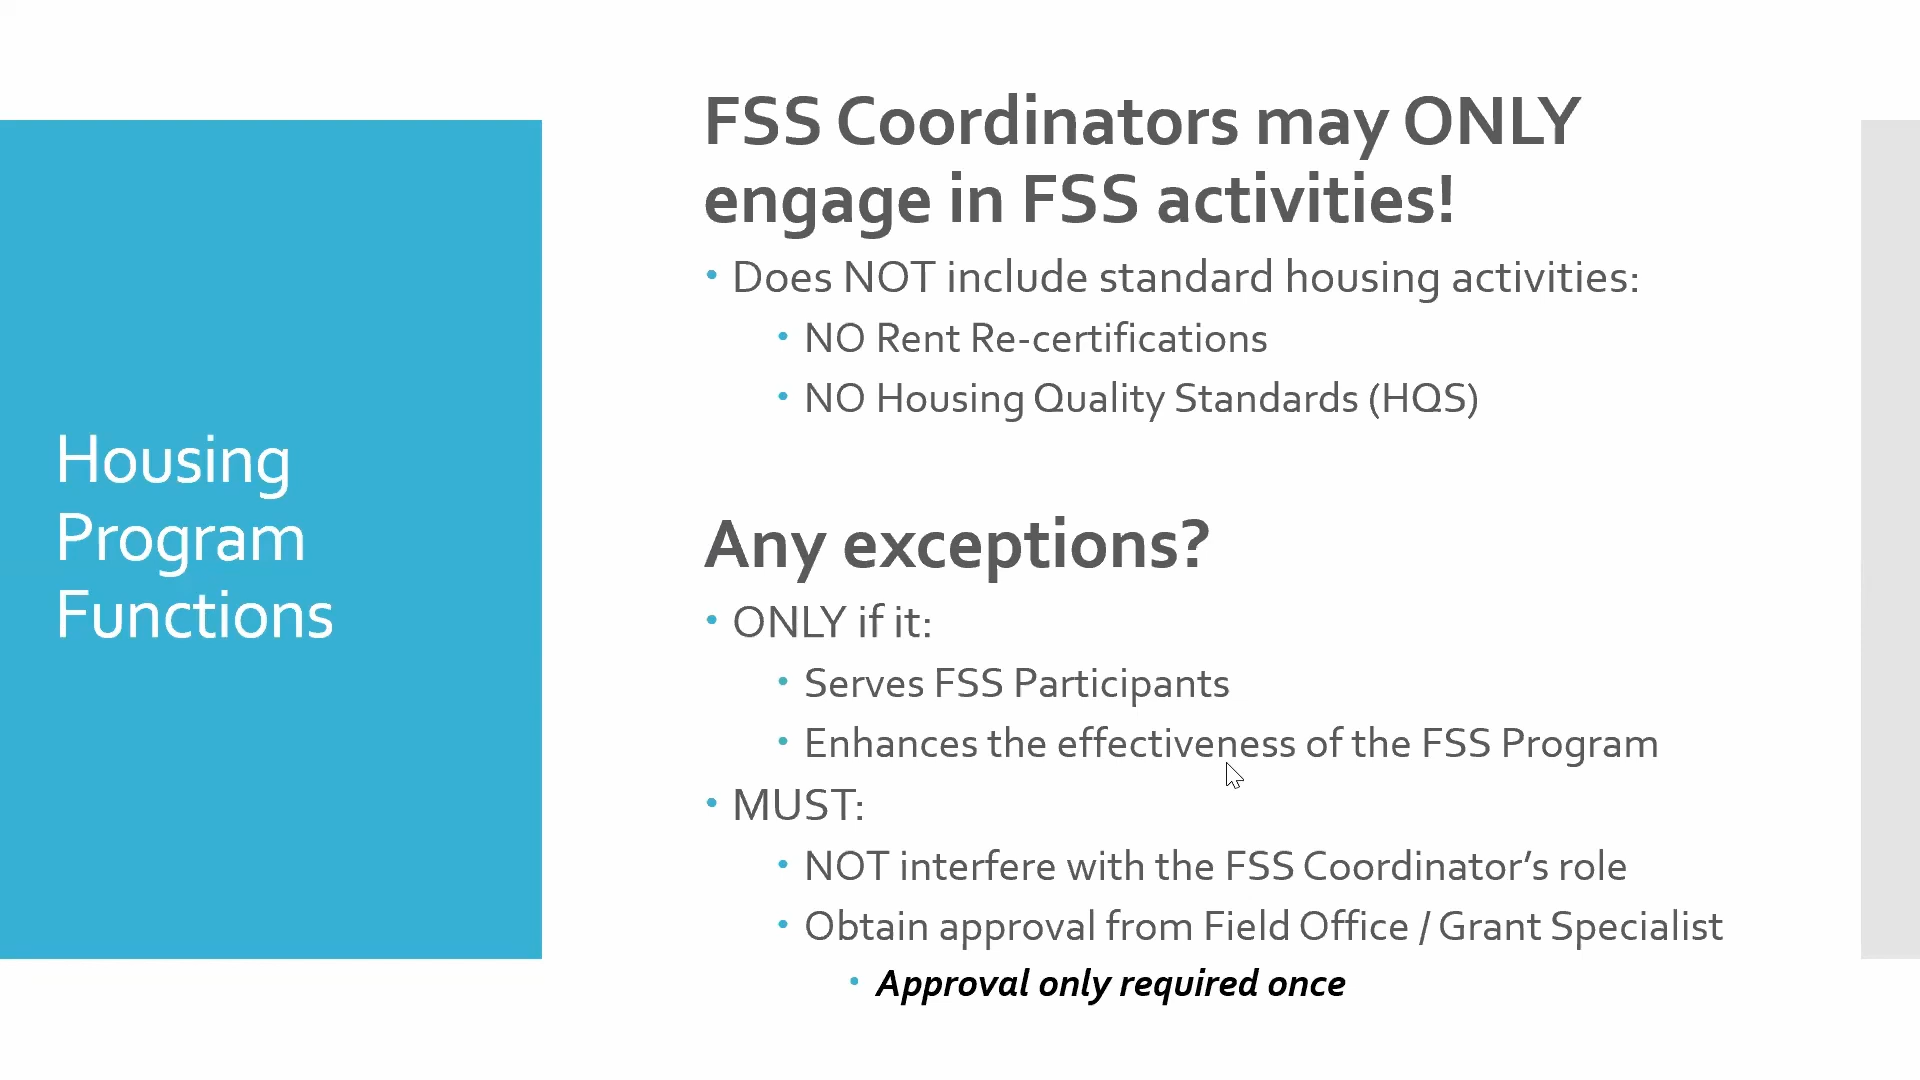 Housing
Program
Functions
FSS Coordinators may ONLY
engage in FSS activities!
• Does NOT include standard housing activities:
• NO Rent Re-certifications
• NO Housing Quality Standards (HQS)
Any exceptions?
• ONLY if it:
• Serves FSS Participants
• Enhances the effectiveness of the FSS Program
• MUST:
• NOT interfere with the FSS Coordinator’s role
• Obtain approval from Field Office / Grant Specialist
• Approval only required once